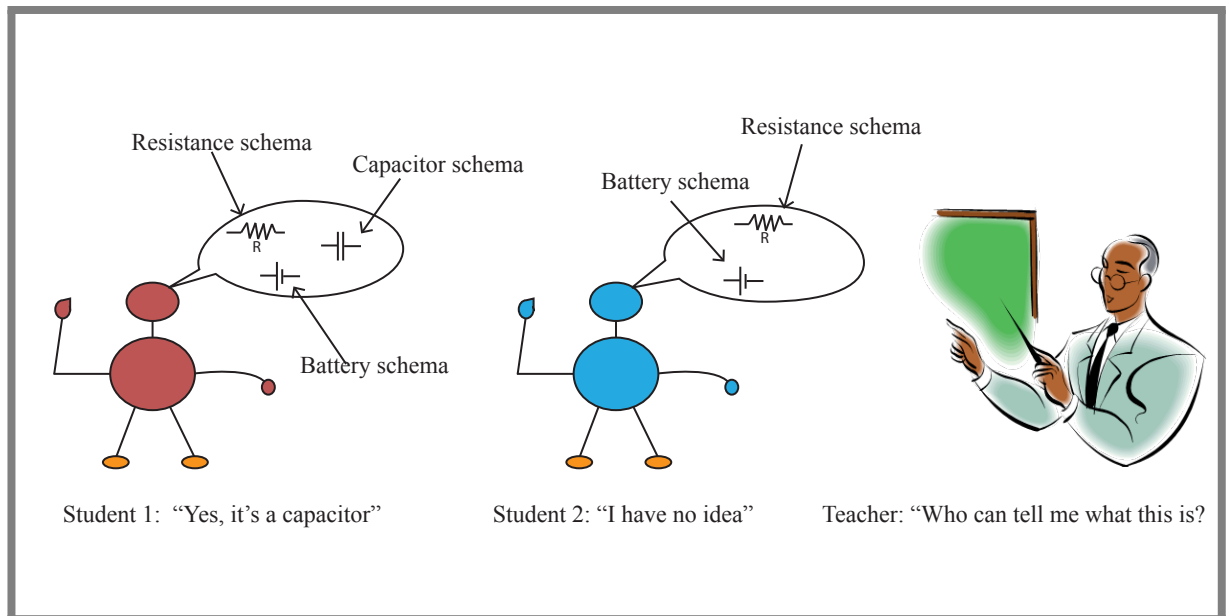 Resistance schema
Capacitor schema
R
Battery schema
Resistance schema
Battery schema
R
Student 1: “Yes, it’s a capacitor”
Student 2: “I have no idea”
Teacher: “Who can tell me what this is?